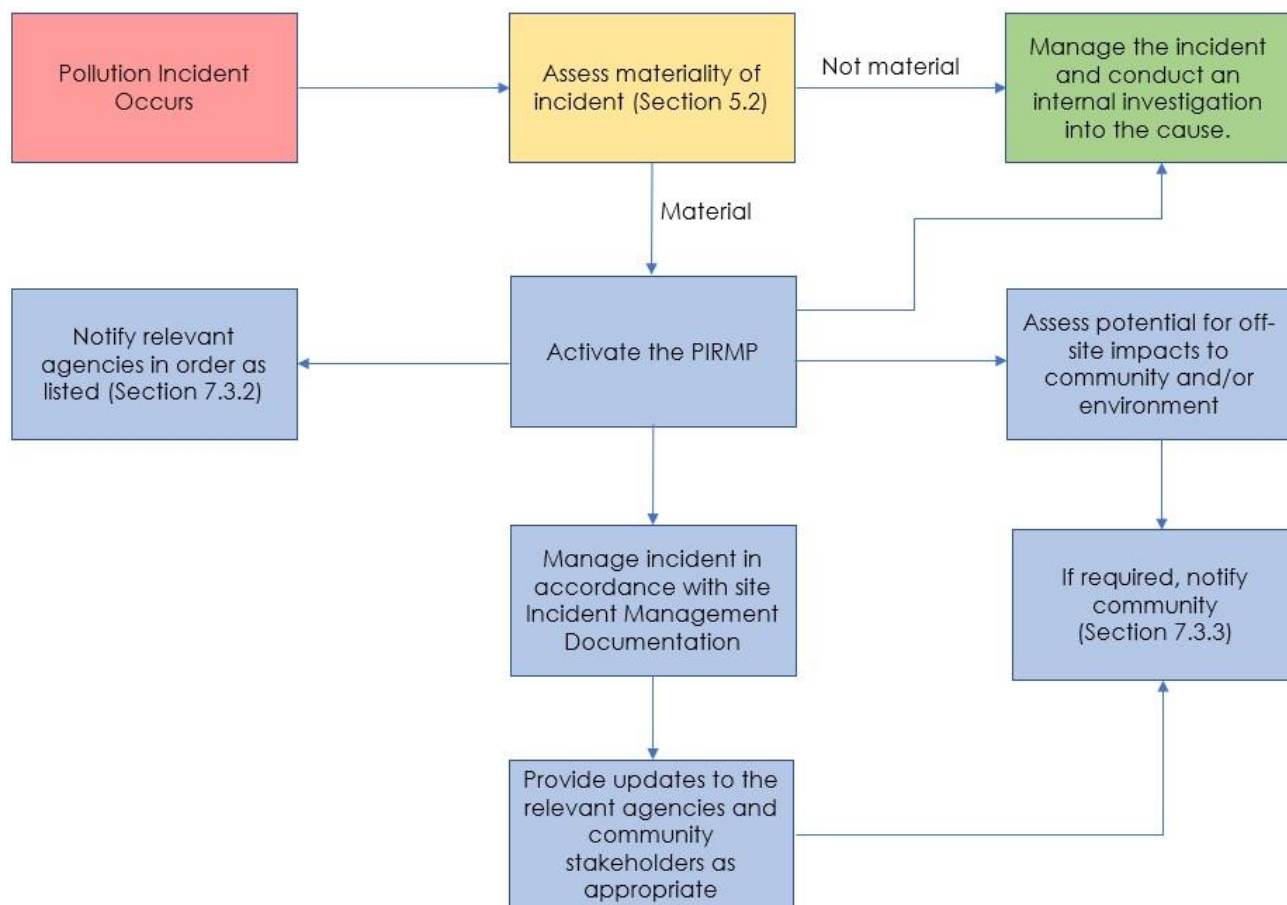 Pollution Incident
Occurs
Assess materiality of
incident (Section 5.2)
Not material
Manage the incident
and conduct an
internal investigation
into the cause.
Material
Notify relevant
agencies in order as
listed (Section 7.3.2)
Activate the PIRMP
Assess potential for off-
site impacts to
community and/or
environment
Manage incident in
accordance with site
Incident Management
Documentation
If required, notify
community
(Section 7.3.3)
Provide updates to the
relevant agencies and
community
stakeholders as
appropriate